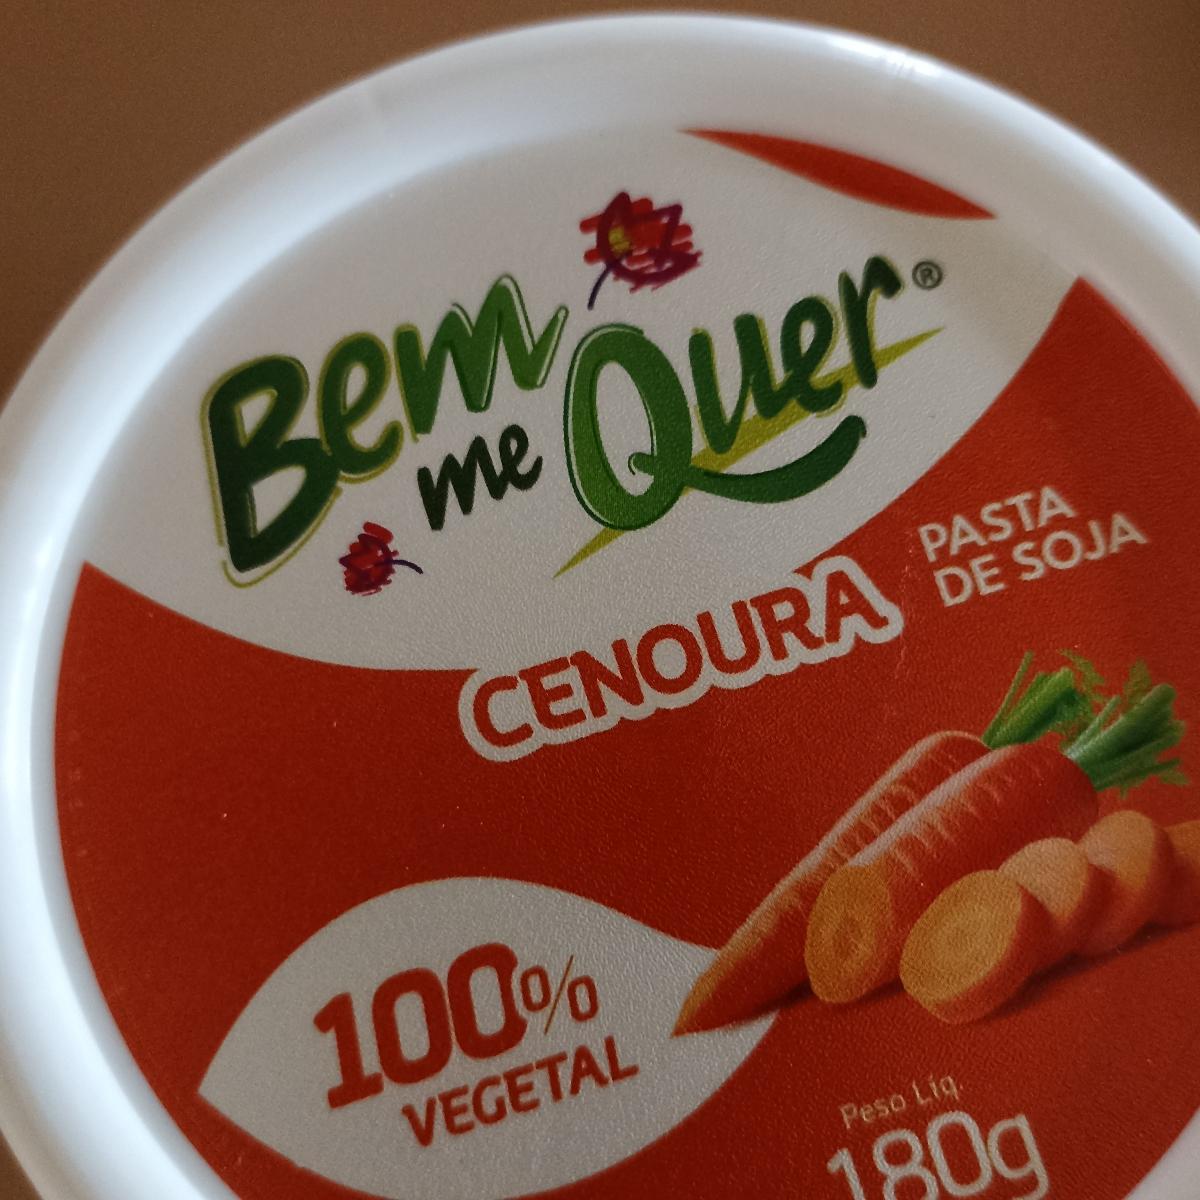 Bem
me Quer®
CENOURA
PASTA
DE SOJA
100%
VEGETAL
Peso Líq.
180g